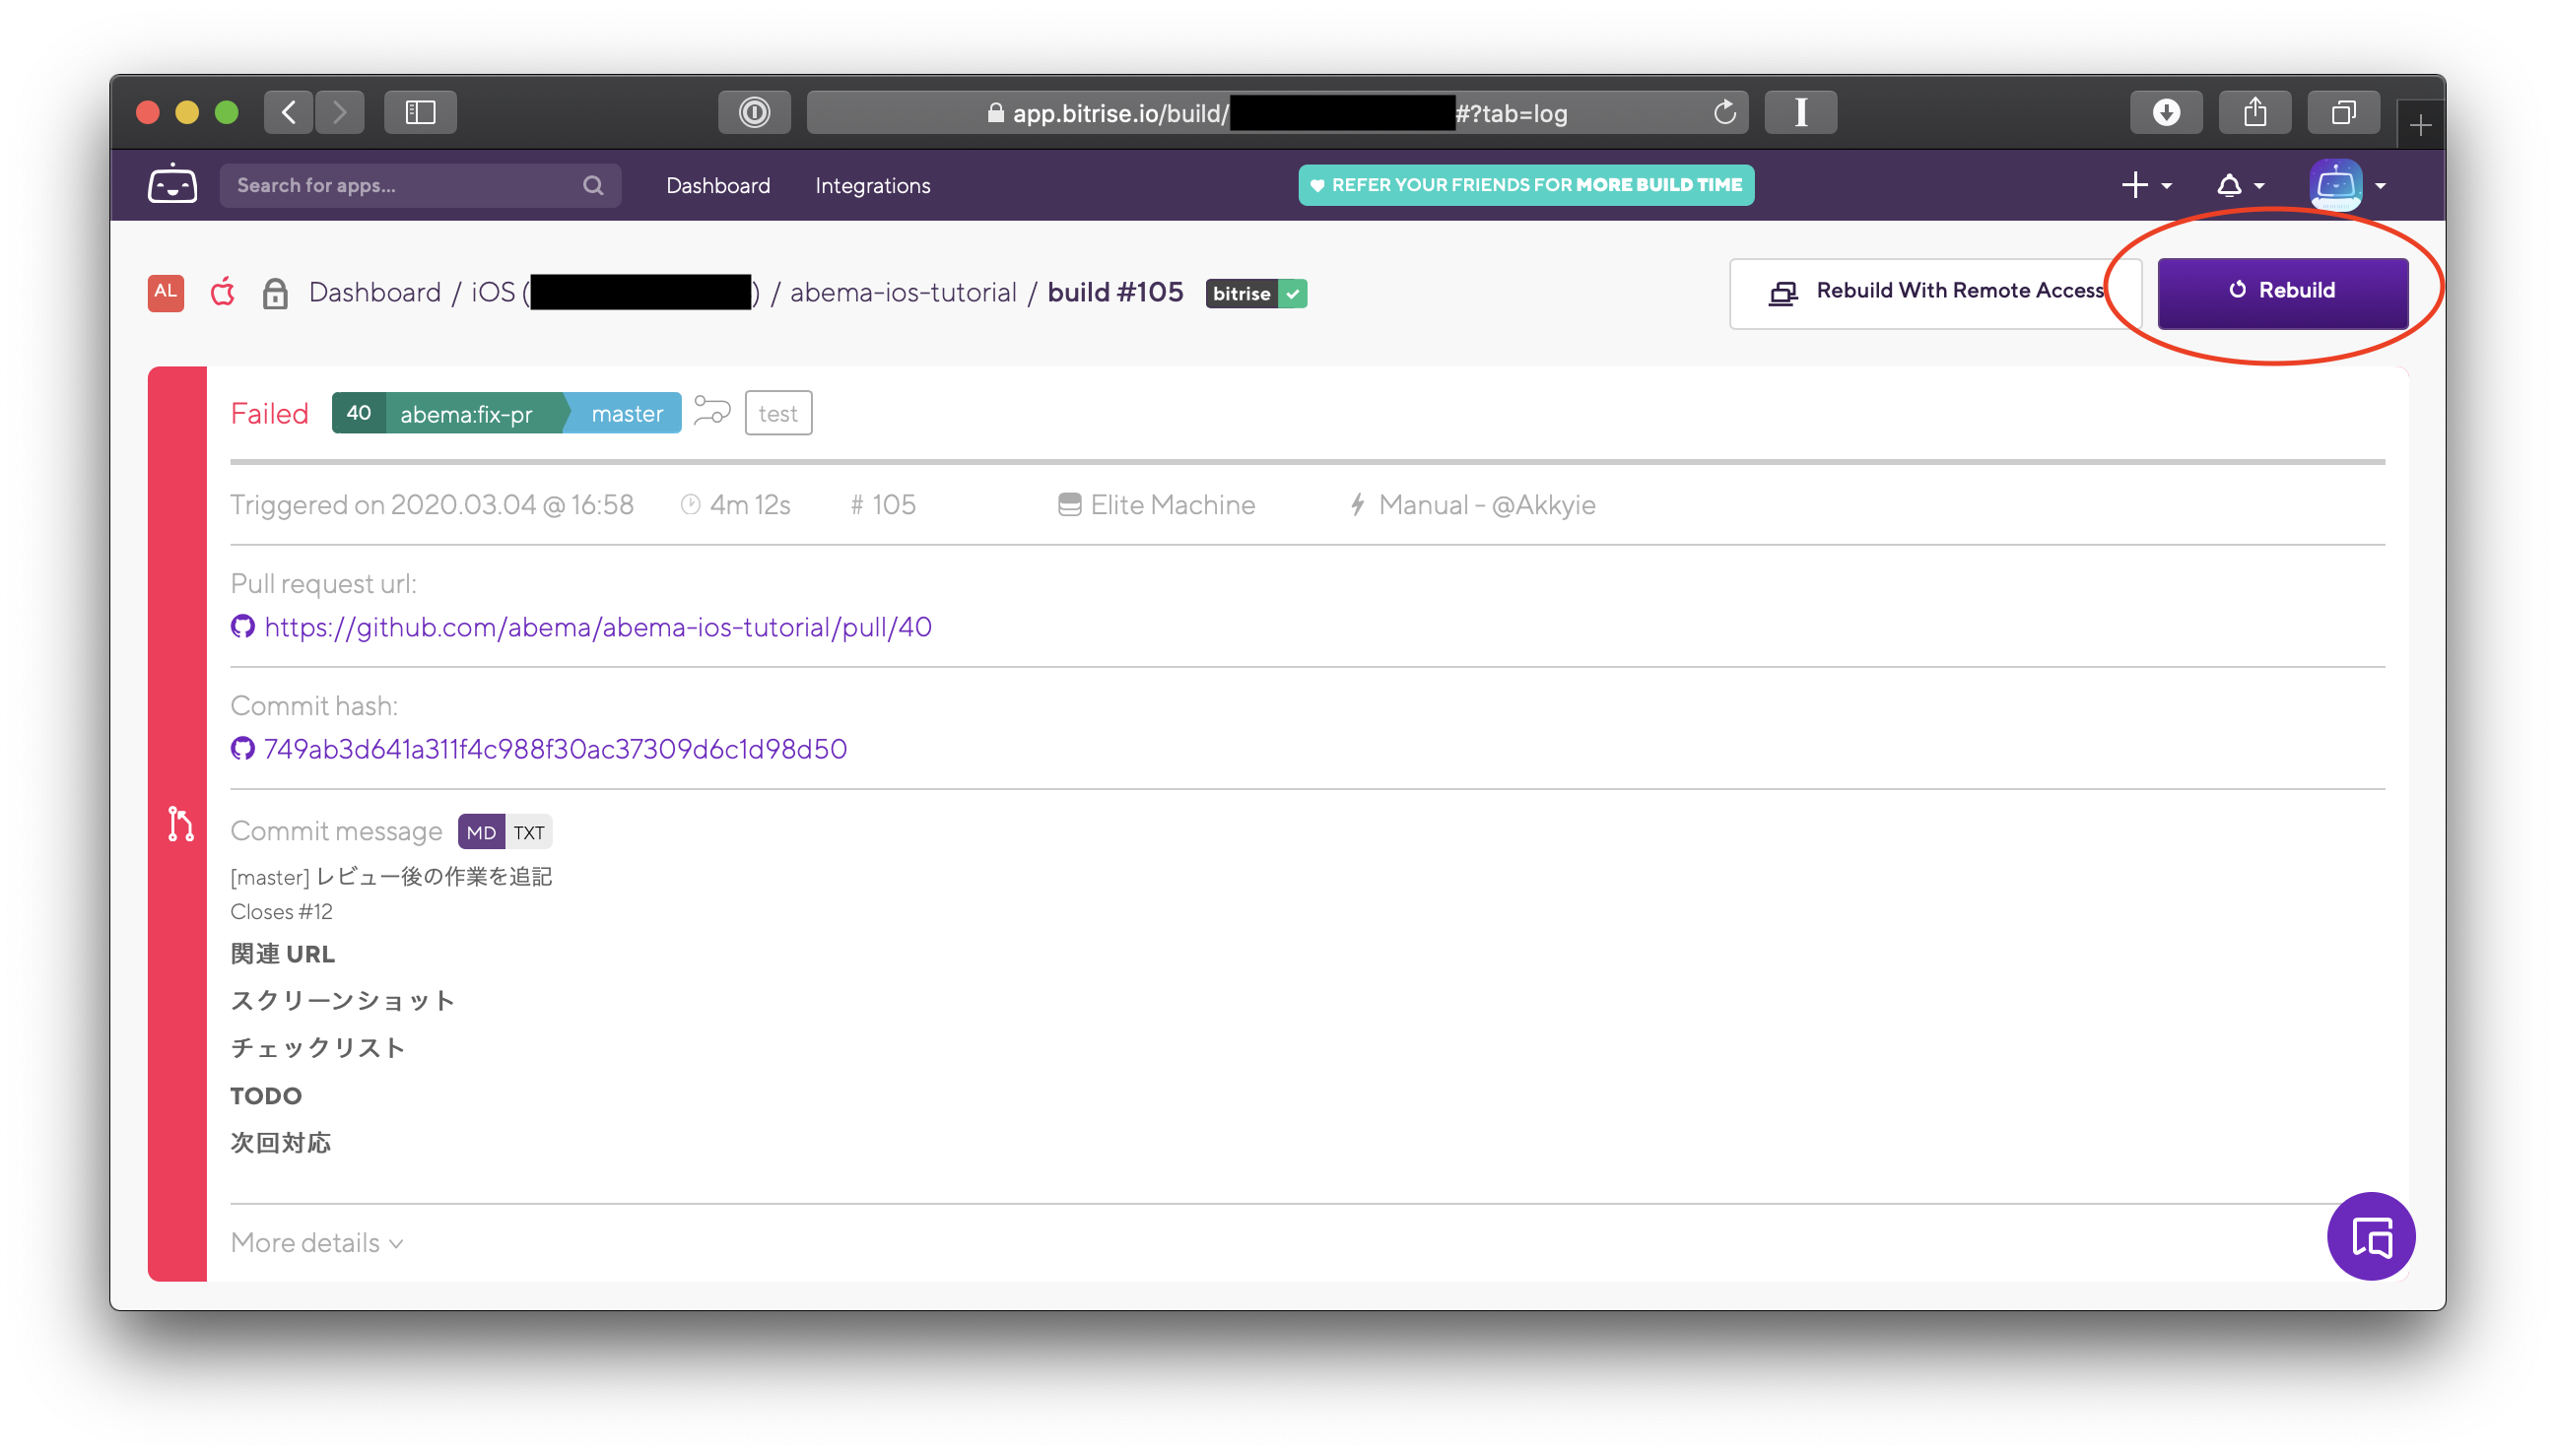 app.bitrise.io/build/ #?tab=log
Search for apps...
Dashboard
Integrations
REFER YOUR FRIENDS FOR MORE BUILD TIME
AL Dashboard / iOS ( ) / abema-ios-tutorial / build #105 bitrise
Rebuild With Remote Access
Rebuild
Failed 40 abema:fix-pr master test
Triggered on 2020.03.04 @ 16:58 4m 12s # 105 Elite Machine Manual - @Akkyie
Pull request url:
https://github.com/abema/abema-ios-tutorial/pull/40
Commit hash:
749ab3d641a311f4c988f30ac37309d6c1d98d50
Commit message MD TXT
[master] レビュー後の作業を追記
Closes #12
関連 URL
スクリーンショット
チェックリスト
TODO
次回対応
More details